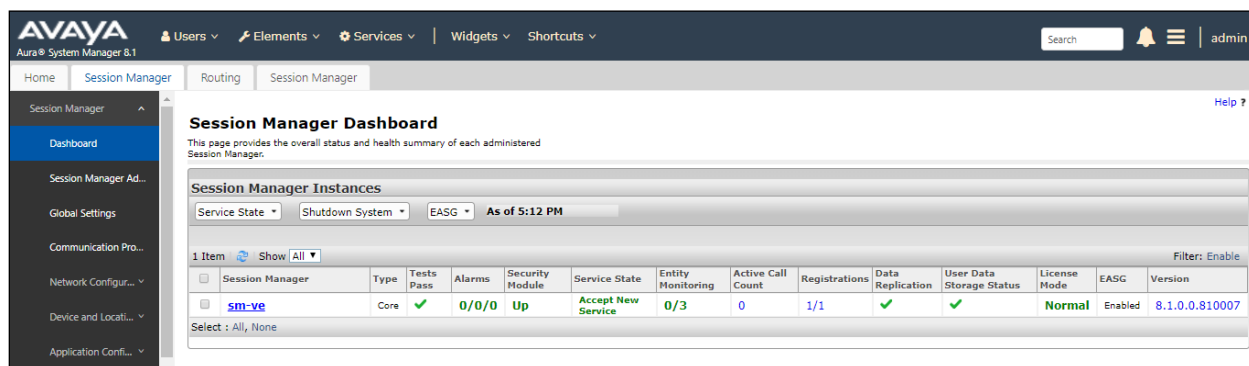 AVAYA
Aura® System Manager 8.1
Users Elements Services | Widgets Shortcuts
Search
admin
Home Session Manager Routing Session Manager
Session Manager
Dashboard
Session Manager Ad...
Global Settings
Communication Pro...
Network Configur...
Device and Locati...
Application Confi...
Help ?
Session Manager Dashboard
This page provides the overall status and health summary of each administered
Session Manager.
Session Manager Instances
Service State Shutdown System EASG As of 5:12 PM
1 Item Show All Filter: Enable
Session Manager Type Tests Pass Alarms Security Module Service State Entity Monitoring Active Call Count Registrations Data Replication User Data Storage Status License Mode EASG Version
sm-ve Core ✓ 0/0/0 Up Accept New Service 0/3 0 1/1 ✓ ✓ Normal Enabled 8.1.0.0.810007
Select : All, None